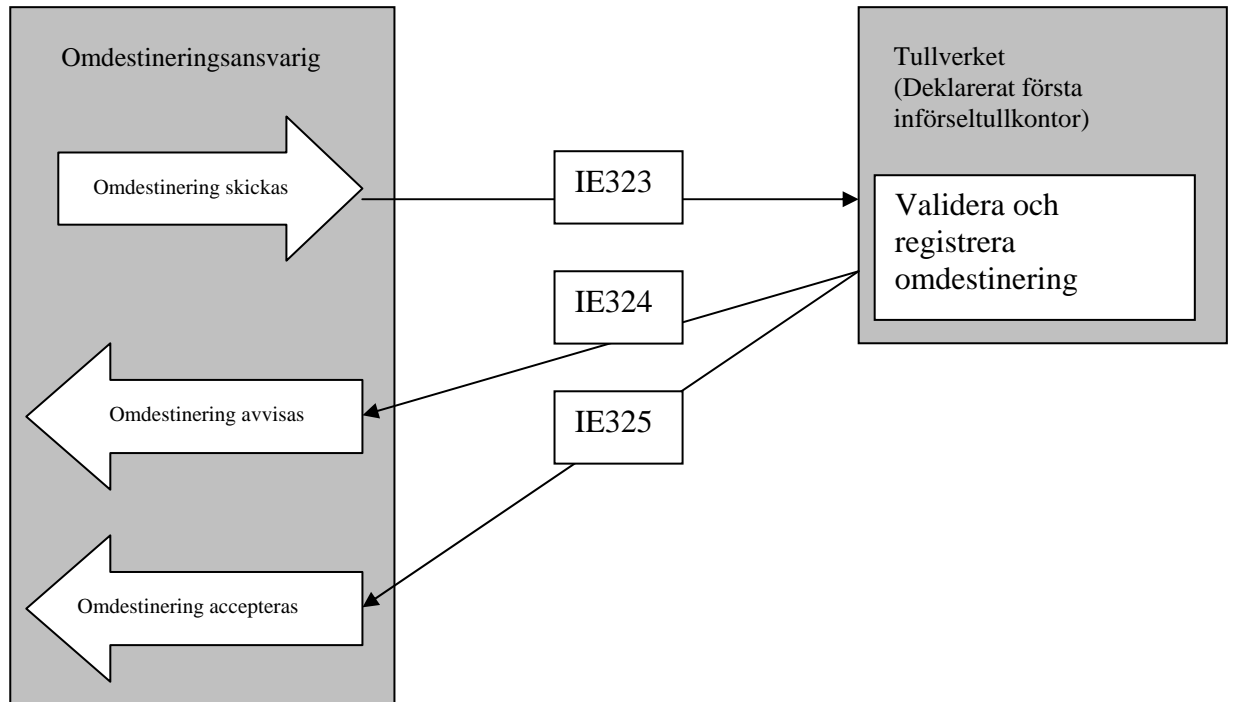 Omdestineringsansvarig
Omdestinering skickas
Omdestinering avvisas
Omdestinering accepteras
IE323
IE324
IE325
Tullverket
(Deklarerat första
införseltullkontor)
Validera och
registrera
omdestinering